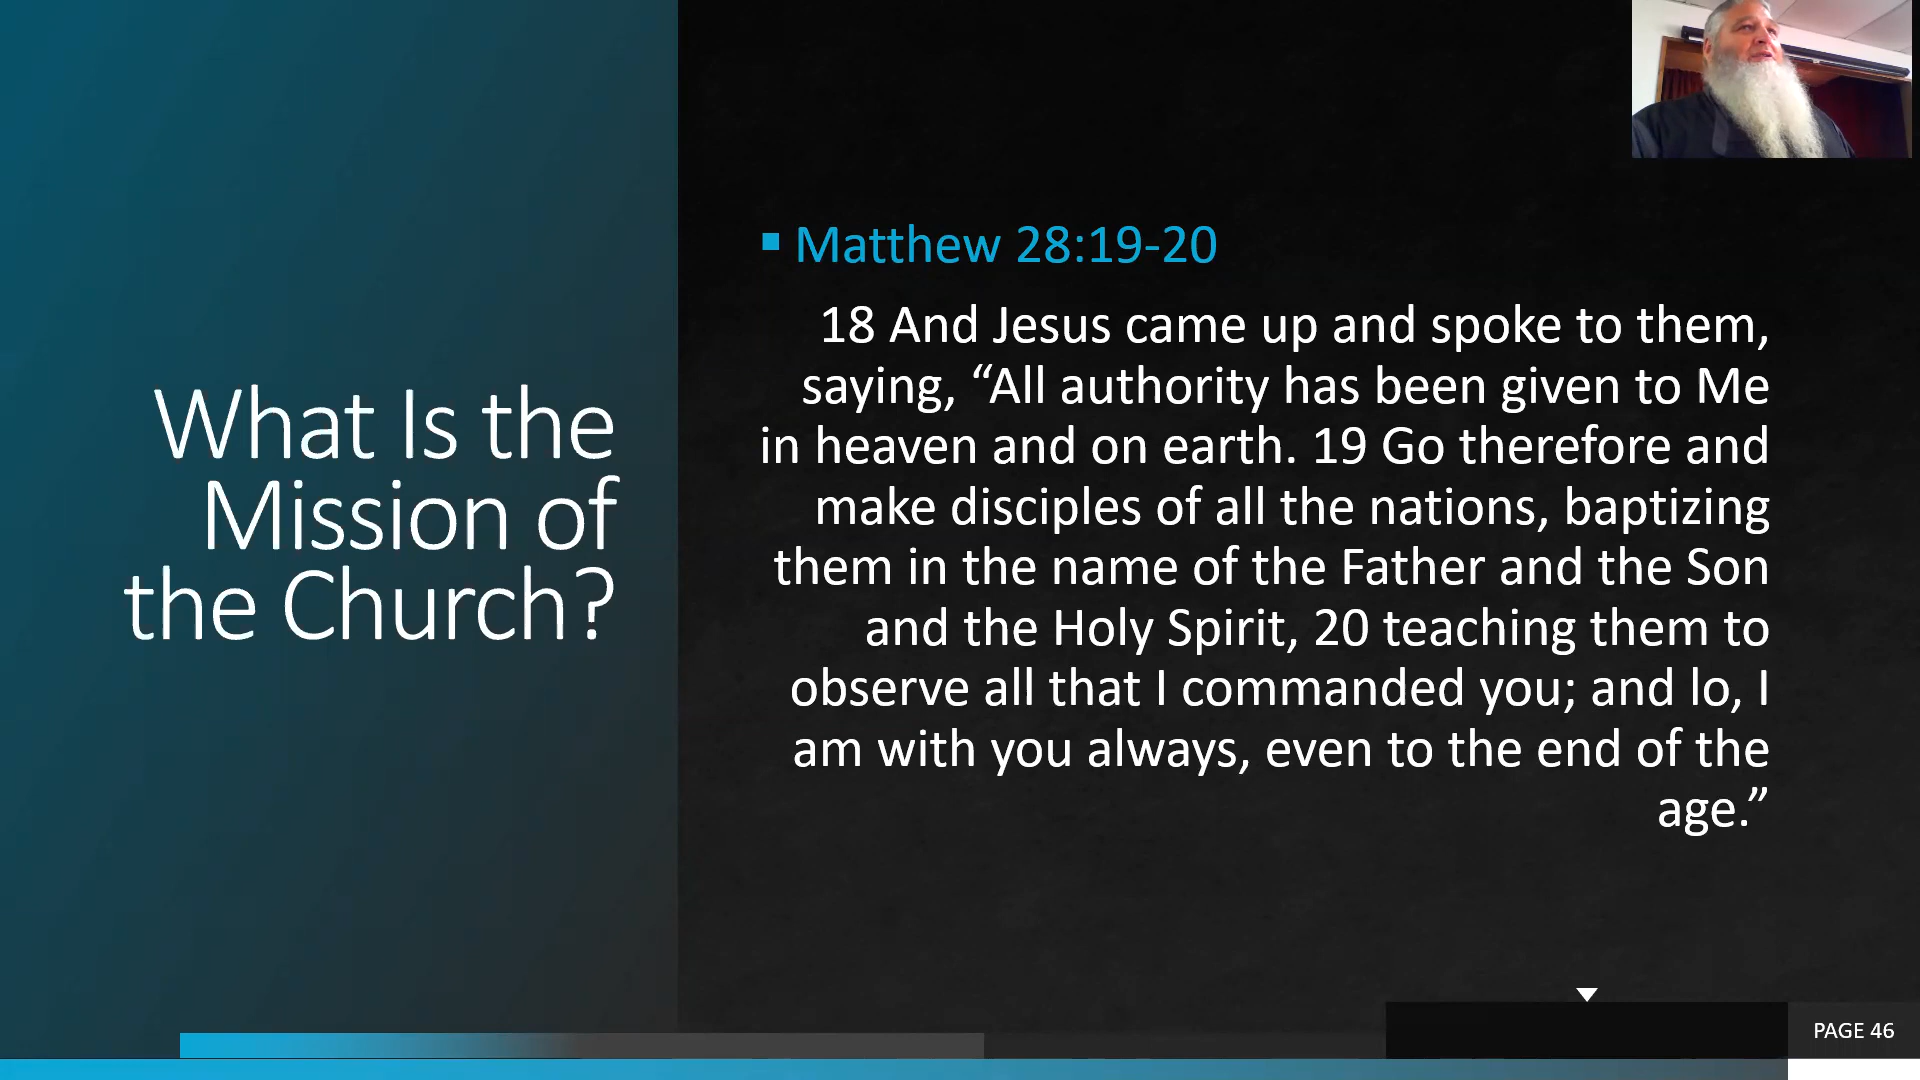 What Is the
Mission of
the Church?
Matthew 28:19-20
18 And Jesus came up and spoke to them,
saying, “All authority has been given to Me
in heaven and on earth. 19 Go therefore and
make disciples of all the nations, baptizing
them in the name of the Father and the Son
and the Holy Spirit, 20 teaching them to
observe all that I commanded you; and lo, I
am with you always, even to the end of the
age.”
PAGE 46